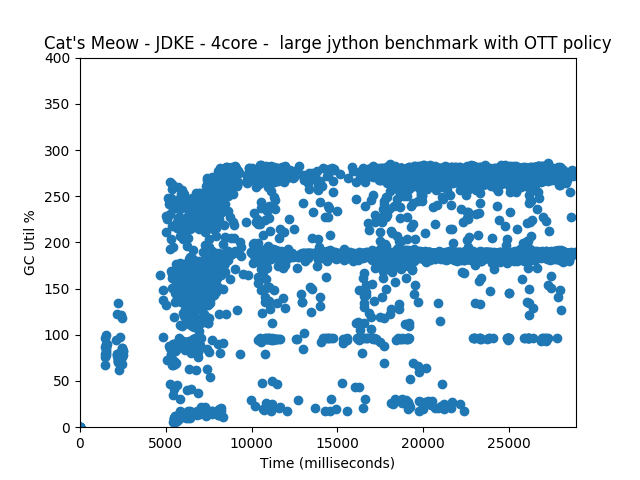 Cat's Meow - JDKE - 4core -  large jython benchmark with OTT policy
400
350
300
250
200
150
100
50
0
GC Util %
0 5000 10000 15000 20000 25000
Time (milliseconds)